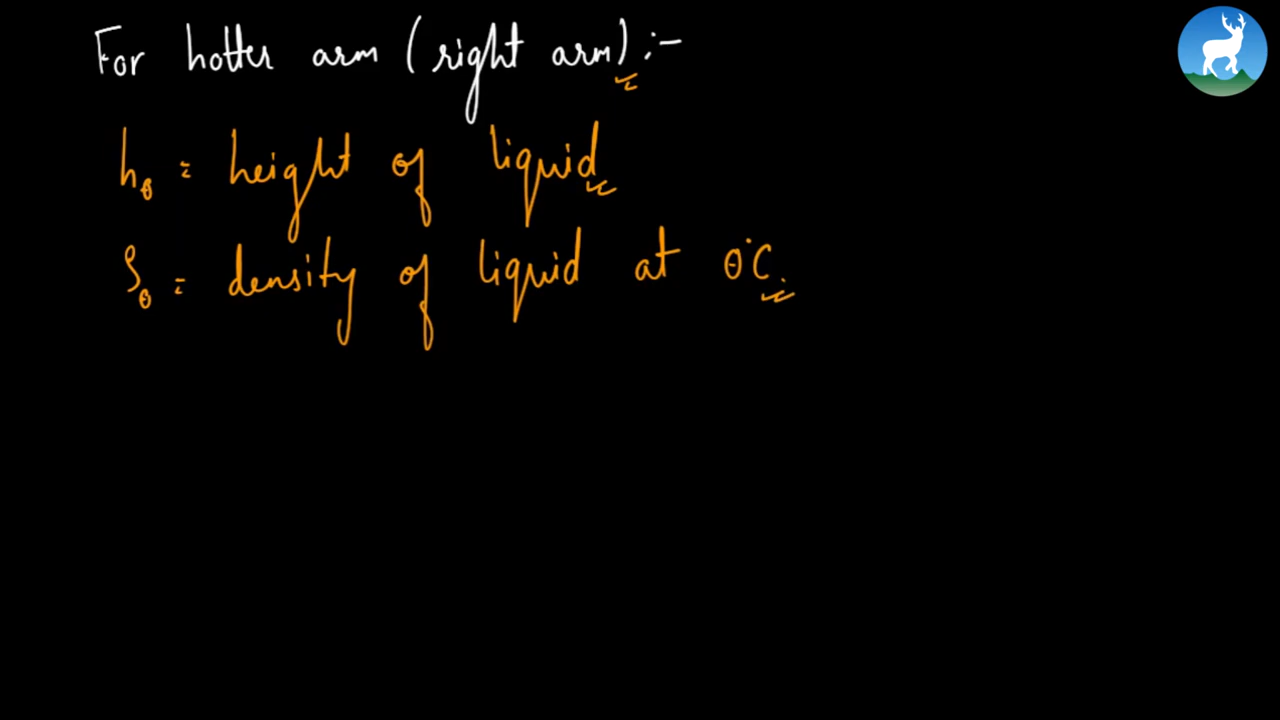 For hotter arm (right arm) :-
hθ = height of liquid
ρθ = density of liquid at θ°C.